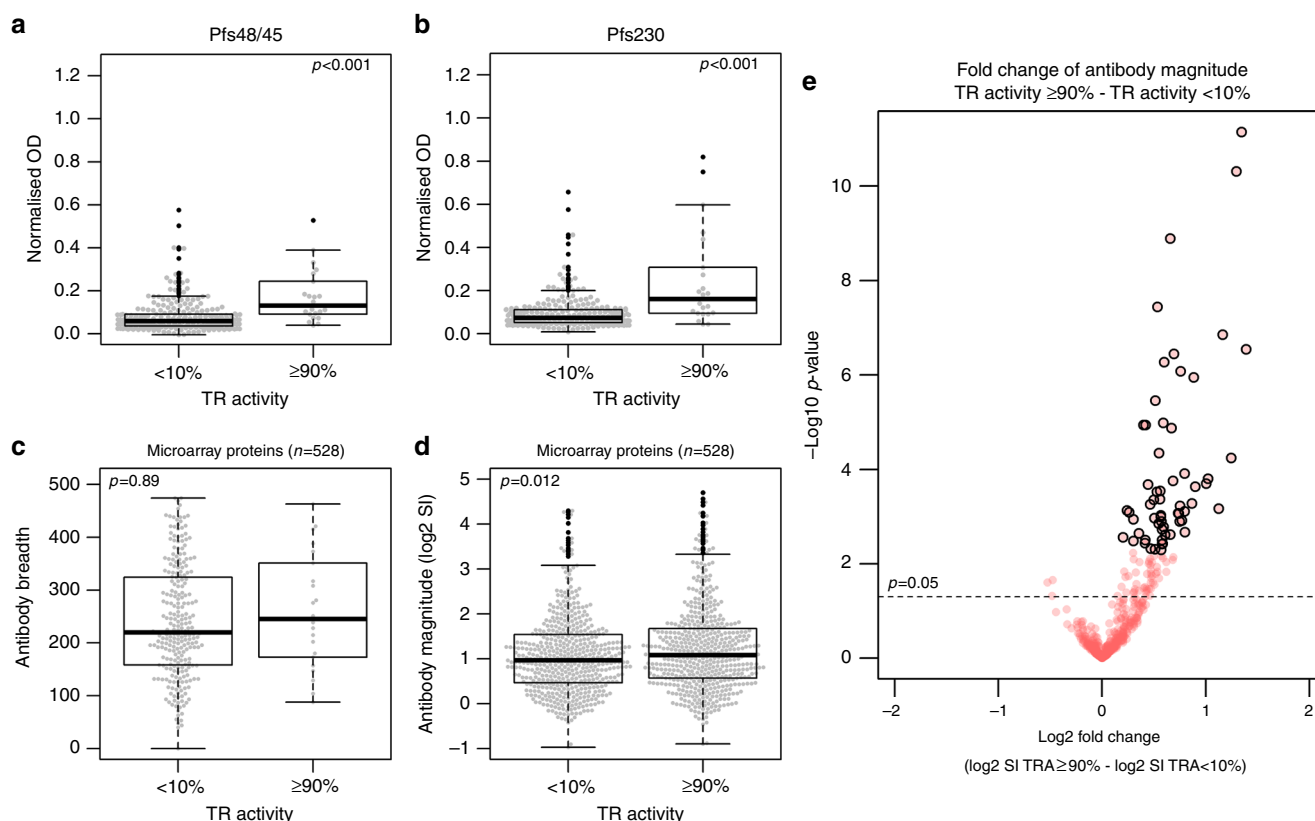 a
Pfs48/45
p<0.001
Normalised OD
1.2
1.0
0.8
0.6
0.4
0.2
0.0
<10%
≥90%
TR activity
b
Pfs230
p<0.001
Normalised OD
1.2
1.0
0.8
0.6
0.4
0.2
0.0
<10%
≥90%
TR activity
c
Microarray proteins (n=528)
p=0.89
Antibody breadth
500
400
300
200
100
0
<10%
≥90%
TR activity
d
Microarray proteins (n=528)
p=0.012
Antibody magnitude (log2 SI)
5
4
3
2
1
0
−1
<10%
≥90%
TR activity
e
Fold change of antibody magnitude
TR activity ≥90% - TR activity <10%
−Log10 p-value
10
8
6
4
2
0
p=0.05
−2
−1
0
1
2
Log2 fold change
(log2 SI TRA≥90% - log2 SI TRA<10%)